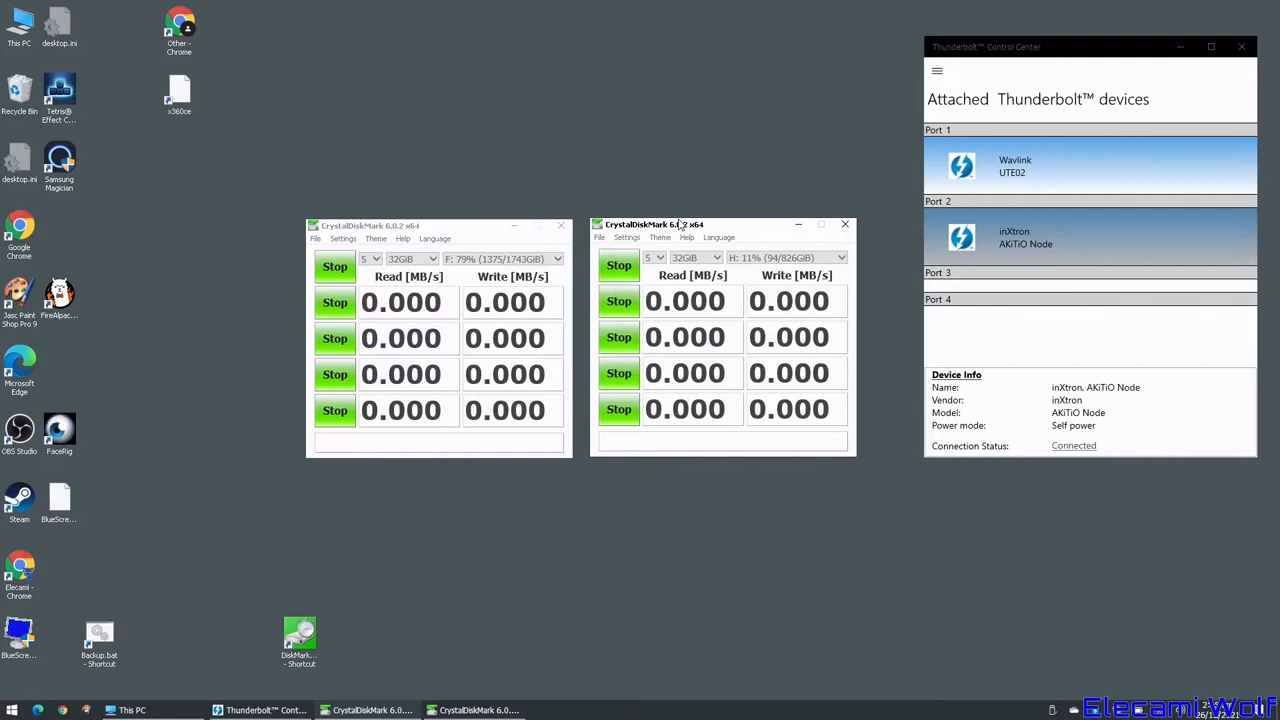 This PC
desktop.ini
Other -
Chrome
Recycle Bin
Tetris®
Effect C...
x360ce
desktop.ini
Samsung
Magician
Google
Chrome
Jasc Paint
Shop Pro 9
FireAlpac...
Microsoft
Edge
OBS Studio
FaceRig
Steam
BlueScre...
Elecami -
Chrome
BlueScre...
Backup.bat
- Shortcut
DiskMark...
- Shortcut
CrystalDiskMark 6.0.2 x64
File Settings Theme Help Language
Stop 5 32GiB F: 79% (1375/1743GiB)
Read [MB/s] Write [MB/s]
Stop 0.000 0.000
Stop 0.000 0.000
Stop 0.000 0.000
Stop 0.000 0.000
CrystalDiskMark 6.0.2 x64
File Settings Theme Help Language
Stop 5 32GiB H: 11% (94/826GiB)
Read [MB/s] Write [MB/s]
Stop 0.000 0.000
Stop 0.000 0.000
Stop 0.000 0.000
Stop 0.000 0.000
Thunderbolt™ Control Center
Attached Thunderbolt™ devices
Port 1
Wavlink
UTE02
Port 2
inXtron
AKiTiO Node
Port 3
Port 4
Device Info
Name: inXtron, AKiTiO Node
Vendor: inXtron
Model: AKiTiO Node
Power mode: Self power
Connection Status: Connected
This PC
Thunderbolt™ Cont...
CrystalDiskMark 6.0....
CrystalDiskMark 6.0....
Elecami.Wolf